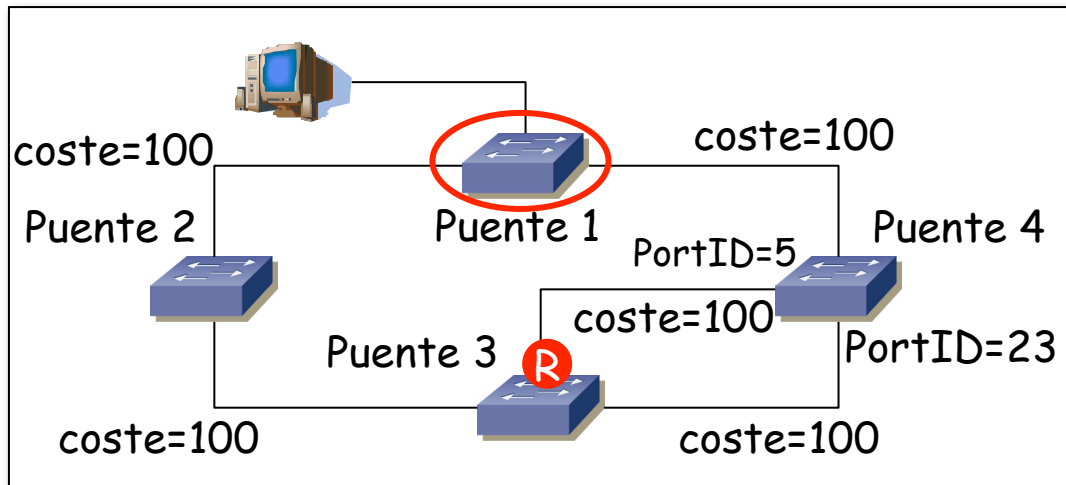 coste=100
coste=100
Puente 2
Puente 1
Puente 4
PortID=5
coste=100
Puente 3
PortID=23
R
coste=100
coste=100